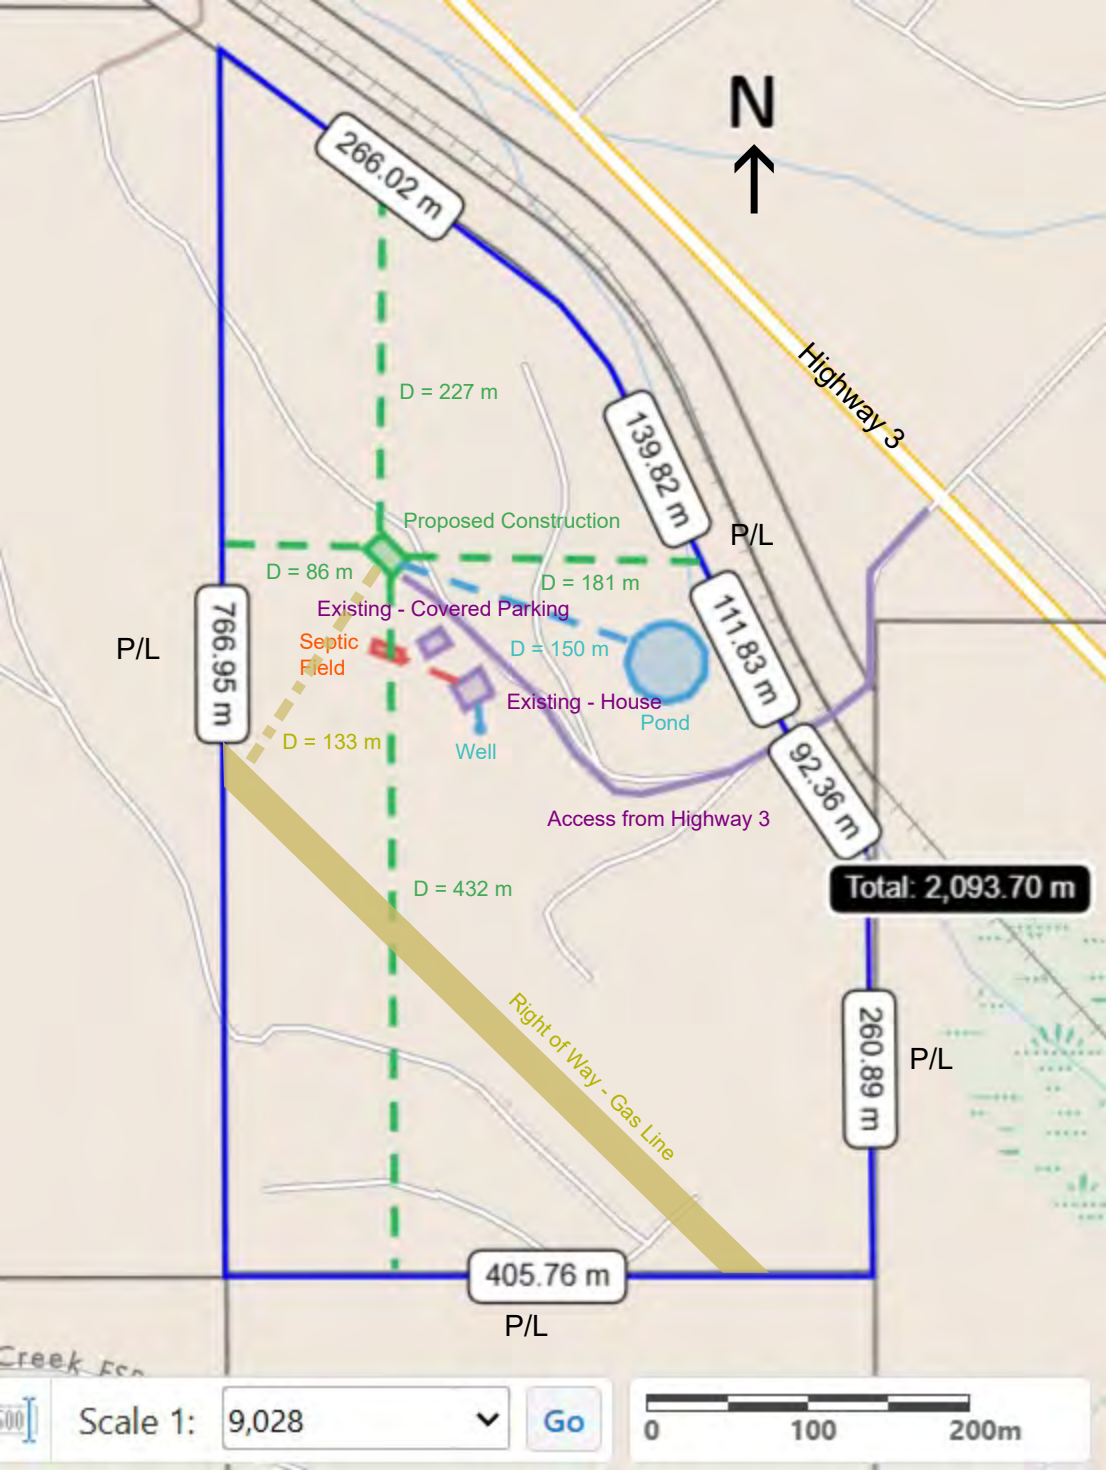 N
266.02 m
Highway 3
D = 227 m
139.82 m
Proposed Construction
P/L
D = 86 m
D = 181 m
Existing - Covered Parking
766.95 m
P/L
Septic
Field
D = 150 m
111.83 m
Existing - House
Pond
D = 133 m
Well
92.36 m
Access from Highway 3
Total: 2,093.70 m
D = 432 m
Right of Way - Gas Line
260.89 m
P/L
405.76 m
P/L
Creek
Scale 1:
9,028
Go
0 100 200m